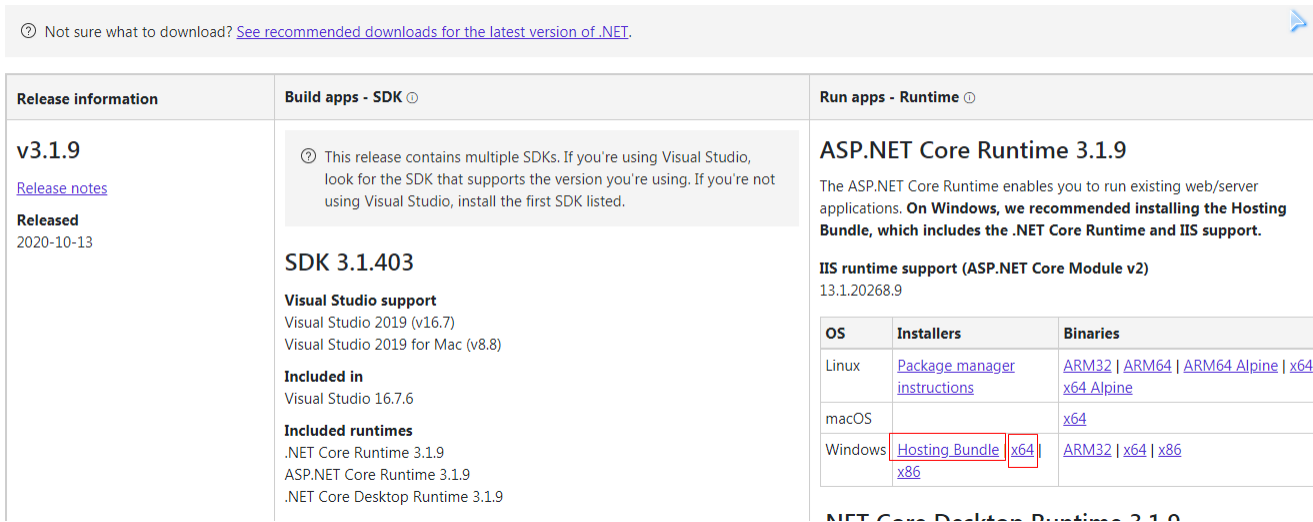 Not sure what to download? See recommended downloads for the latest version of .NET.
Release information
Build apps - SDK
Run apps - Runtime
v3.1.9
Release notes
Released
2020-10-13
This release contains multiple SDKs. If you're using Visual Studio,
look for the SDK that supports the version you're using. If you're not
using Visual Studio, install the first SDK listed.
SDK 3.1.403
Visual Studio support
Visual Studio 2019 (v16.7)
Visual Studio 2019 for Mac (v8.8)
Included in
Visual Studio 16.7.6
Included runtimes
.NET Core Runtime 3.1.9
ASP.NET Core Runtime 3.1.9
.NET Core Desktop Runtime 3.1.9
ASP.NET Core Runtime 3.1.9
The ASP.NET Core Runtime enables you to run existing web/server
applications. On Windows, we recommended installing the Hosting
Bundle, which includes the .NET Core Runtime and IIS support.
IIS runtime support (ASP.NET Core Module v2)
13.1.20268.9
OS
Installers
Binaries
Linux
Package manager
instructions
ARM32 | ARM64 | ARM64 Alpine | x64
x64 Alpine
macOS
x64
Windows
Hosting Bundle | x64 |
x86
ARM32 | x64 | x86
.NET Core Desktop Runtime 3.1.9